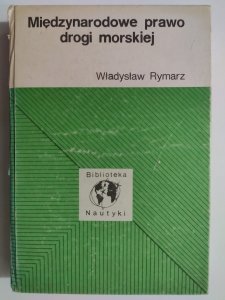 Międzynarodowe prawo
drogi morskiej
Władysław Rymarz
Biblioteka
Nautyki